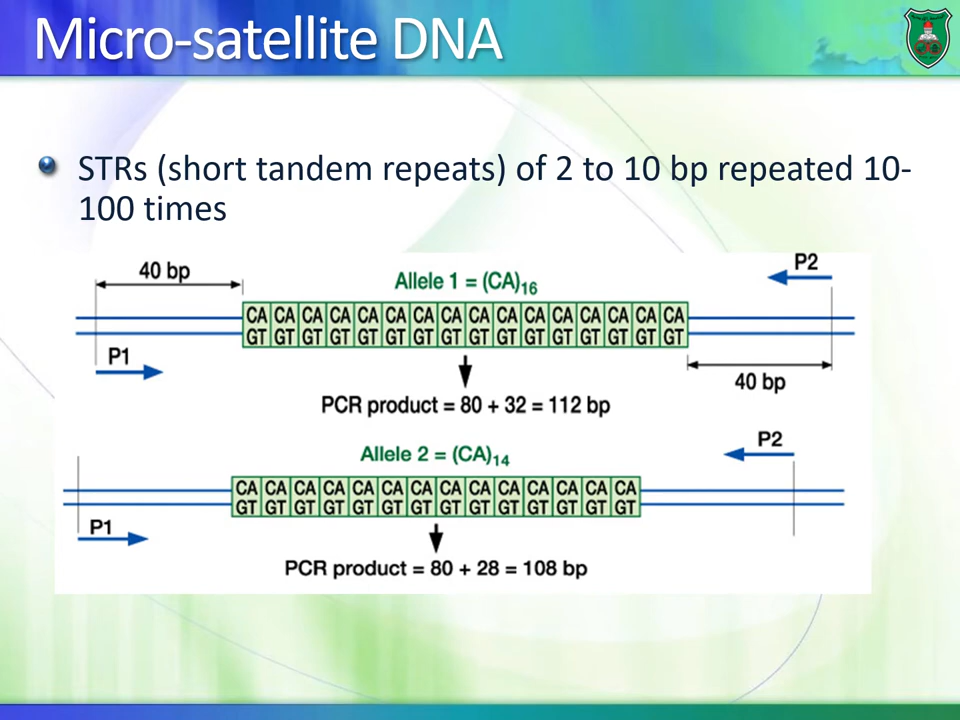 Micro-satellite DNA
STRs (short tandem repeats) of 2 to 10 bp repeated 10-
100 times
40 bp
Allele 1 = (CA)16
P2
CA CA CA CA CA CA CA CA CA CA CA CA CA CA CA CA
GT GT GT GT GT GT GT GT GT GT GT GT GT GT GT GT
P1
40 bp
PCR product = 80 + 32 = 112 bp
Allele 2 = (CA)14
P2
CA CA CA CA CA CA CA CA CA CA CA CA CA CA
GT GT GT GT GT GT GT GT GT GT GT GT GT GT
P1
PCR product = 80 + 28 = 108 bp